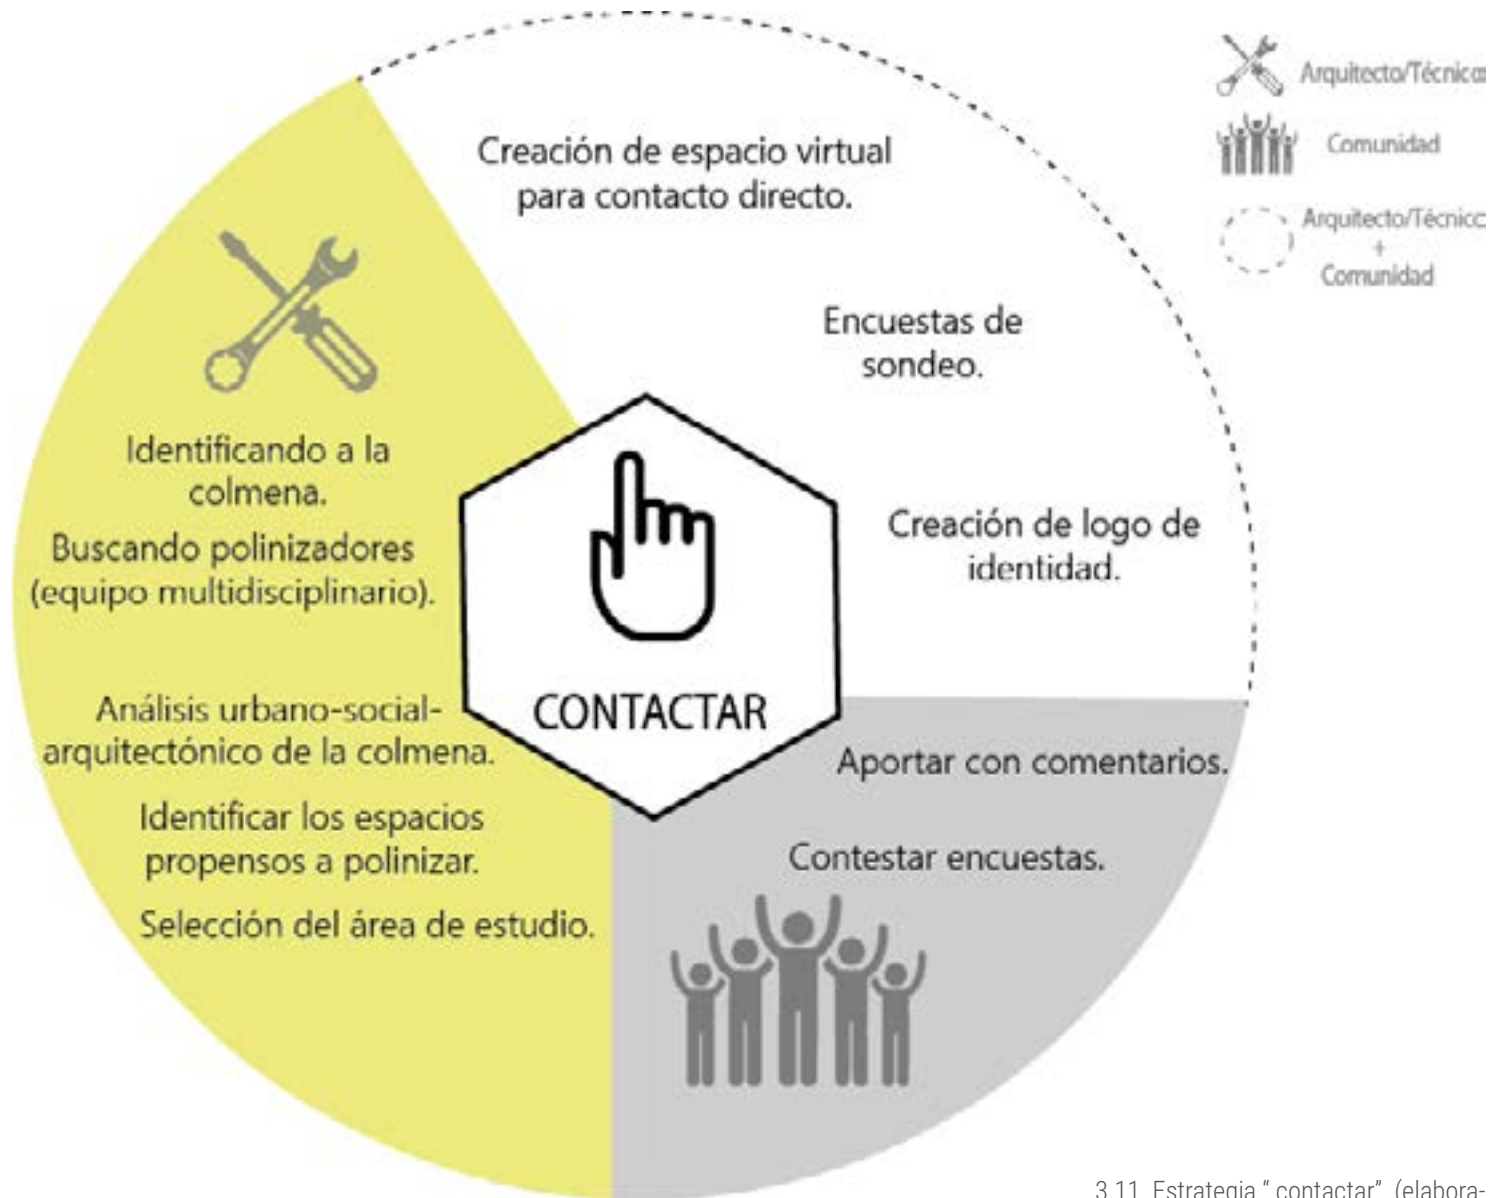 Creación de espacio virtual
para contacto directo.
Encuestas de
sondeo.
Creación de logo de
identidad.
Identificando a la
colmena.
Buscando polinizadores
(equipo multidisciplinario).
Análisis urbano-social-
arquitectónico de la colmena.
Identificar los espacios
propensos a polinizar.
Selección del área de estudio.
CONTACTAR
Aportar con comentarios.
Contestar encuestas.
Arquitecto/Técnico
Comunidad
Arquitecto/Técnico
+
Comunidad
3.11 Estrategia “ contactar” (elabora-